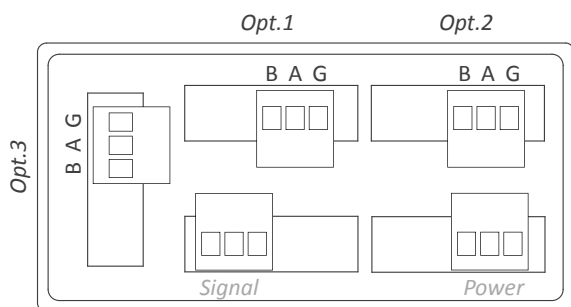 Opt.1
Opt.2
B A G
B A G
Opt.3
B A G
Signal
Power